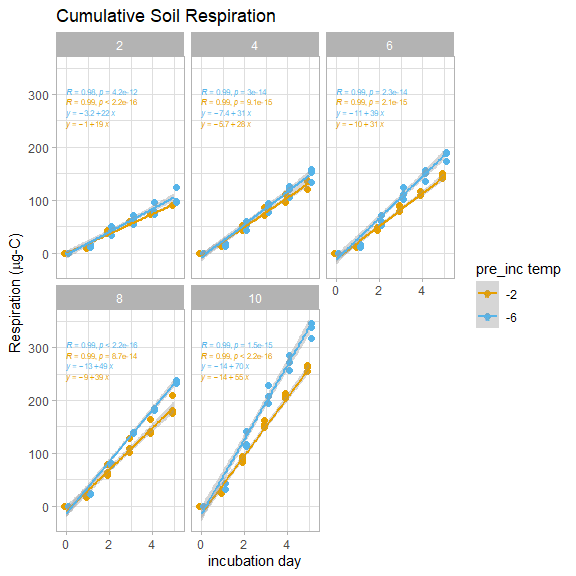 Cumulative Soil Respiration
2 4 6
R = 0.98, p = 4.2e-12
R = 0.99, p < 2.2e-16
y = −3.2 + 22 x
y = −1 + 19 x
R = 0.99, p = 3e-14
R = 0.99, p = 9.1e-15
y = −7.4 + 31 x
y = −5.7 + 28 x
R = 0.99, p = 2.3e-14
R = 0.99, p = 2.1e-15
y = −11 + 39 x
y = −10 + 31 x
300
200
100
0
0 2 4
8 10
R = 0.99, p < 2.2e-16
R = 0.99, p = 8.7e-14
y = −13 + 49 x
y = −9 + 39 x
R = 0.99, p = 1.5e-15
R = 0.99, p < 2.2e-16
y = −14 + 70 x
y = −14 + 55 x
300
200
100
0
0 2 4
0 2 4
incubation day
Respiration (μg-C)
pre_inc temp
-2
-6